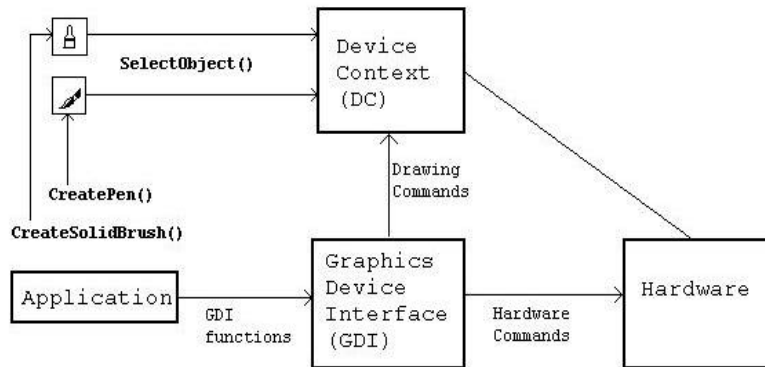 SelectObject()
Device
Context
(DC)
Drawing
Commands
CreatePen()
CreateSolidBrush()
Application
GDI
functions
Graphics
Device
Interface
(GDI)
Hardware
Commands
Hardware